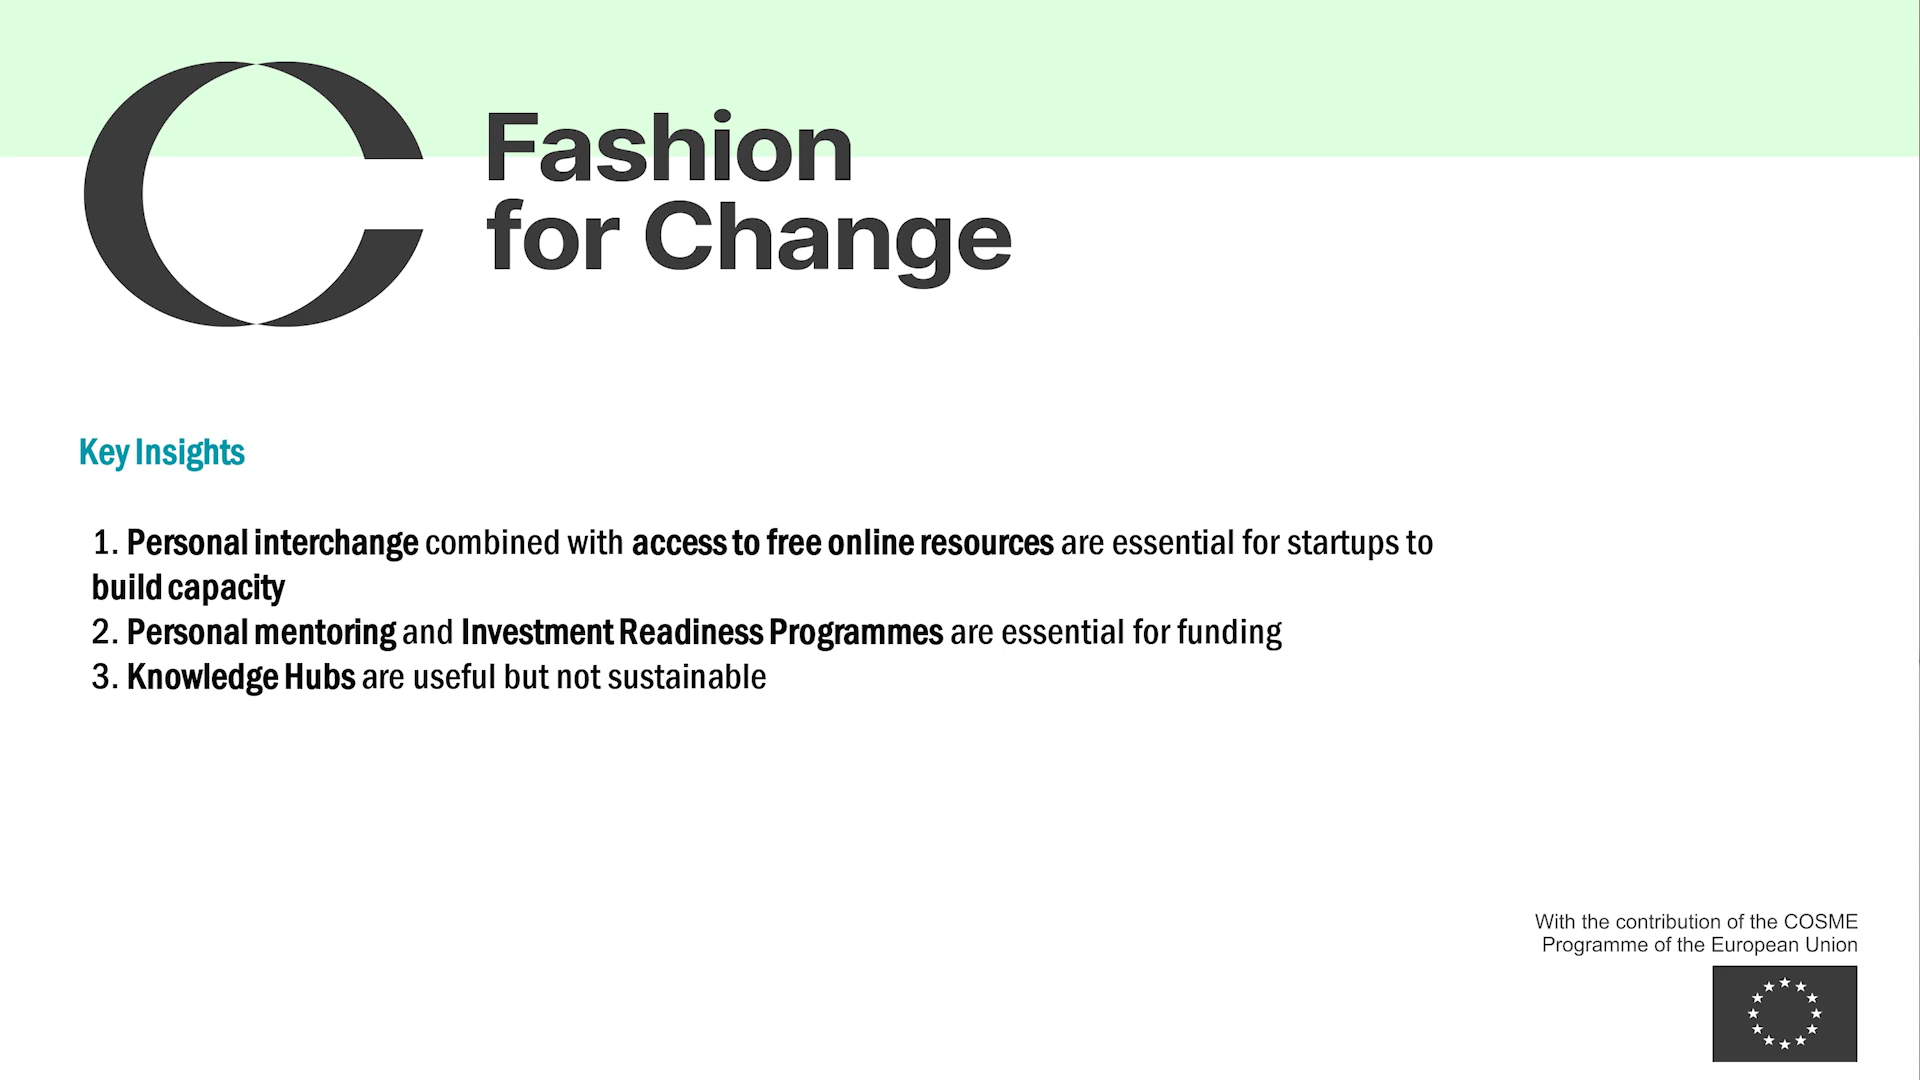 Fashion
for Change
Key Insights
1. Personal interchange combined with access to free online resources are essential for startups to
build capacity
2. Personal mentoring and Investment Readiness Programmes are essential for funding
3. Knowledge Hubs are useful but not sustainable
With the contribution of the COSME
Programme of the European Union